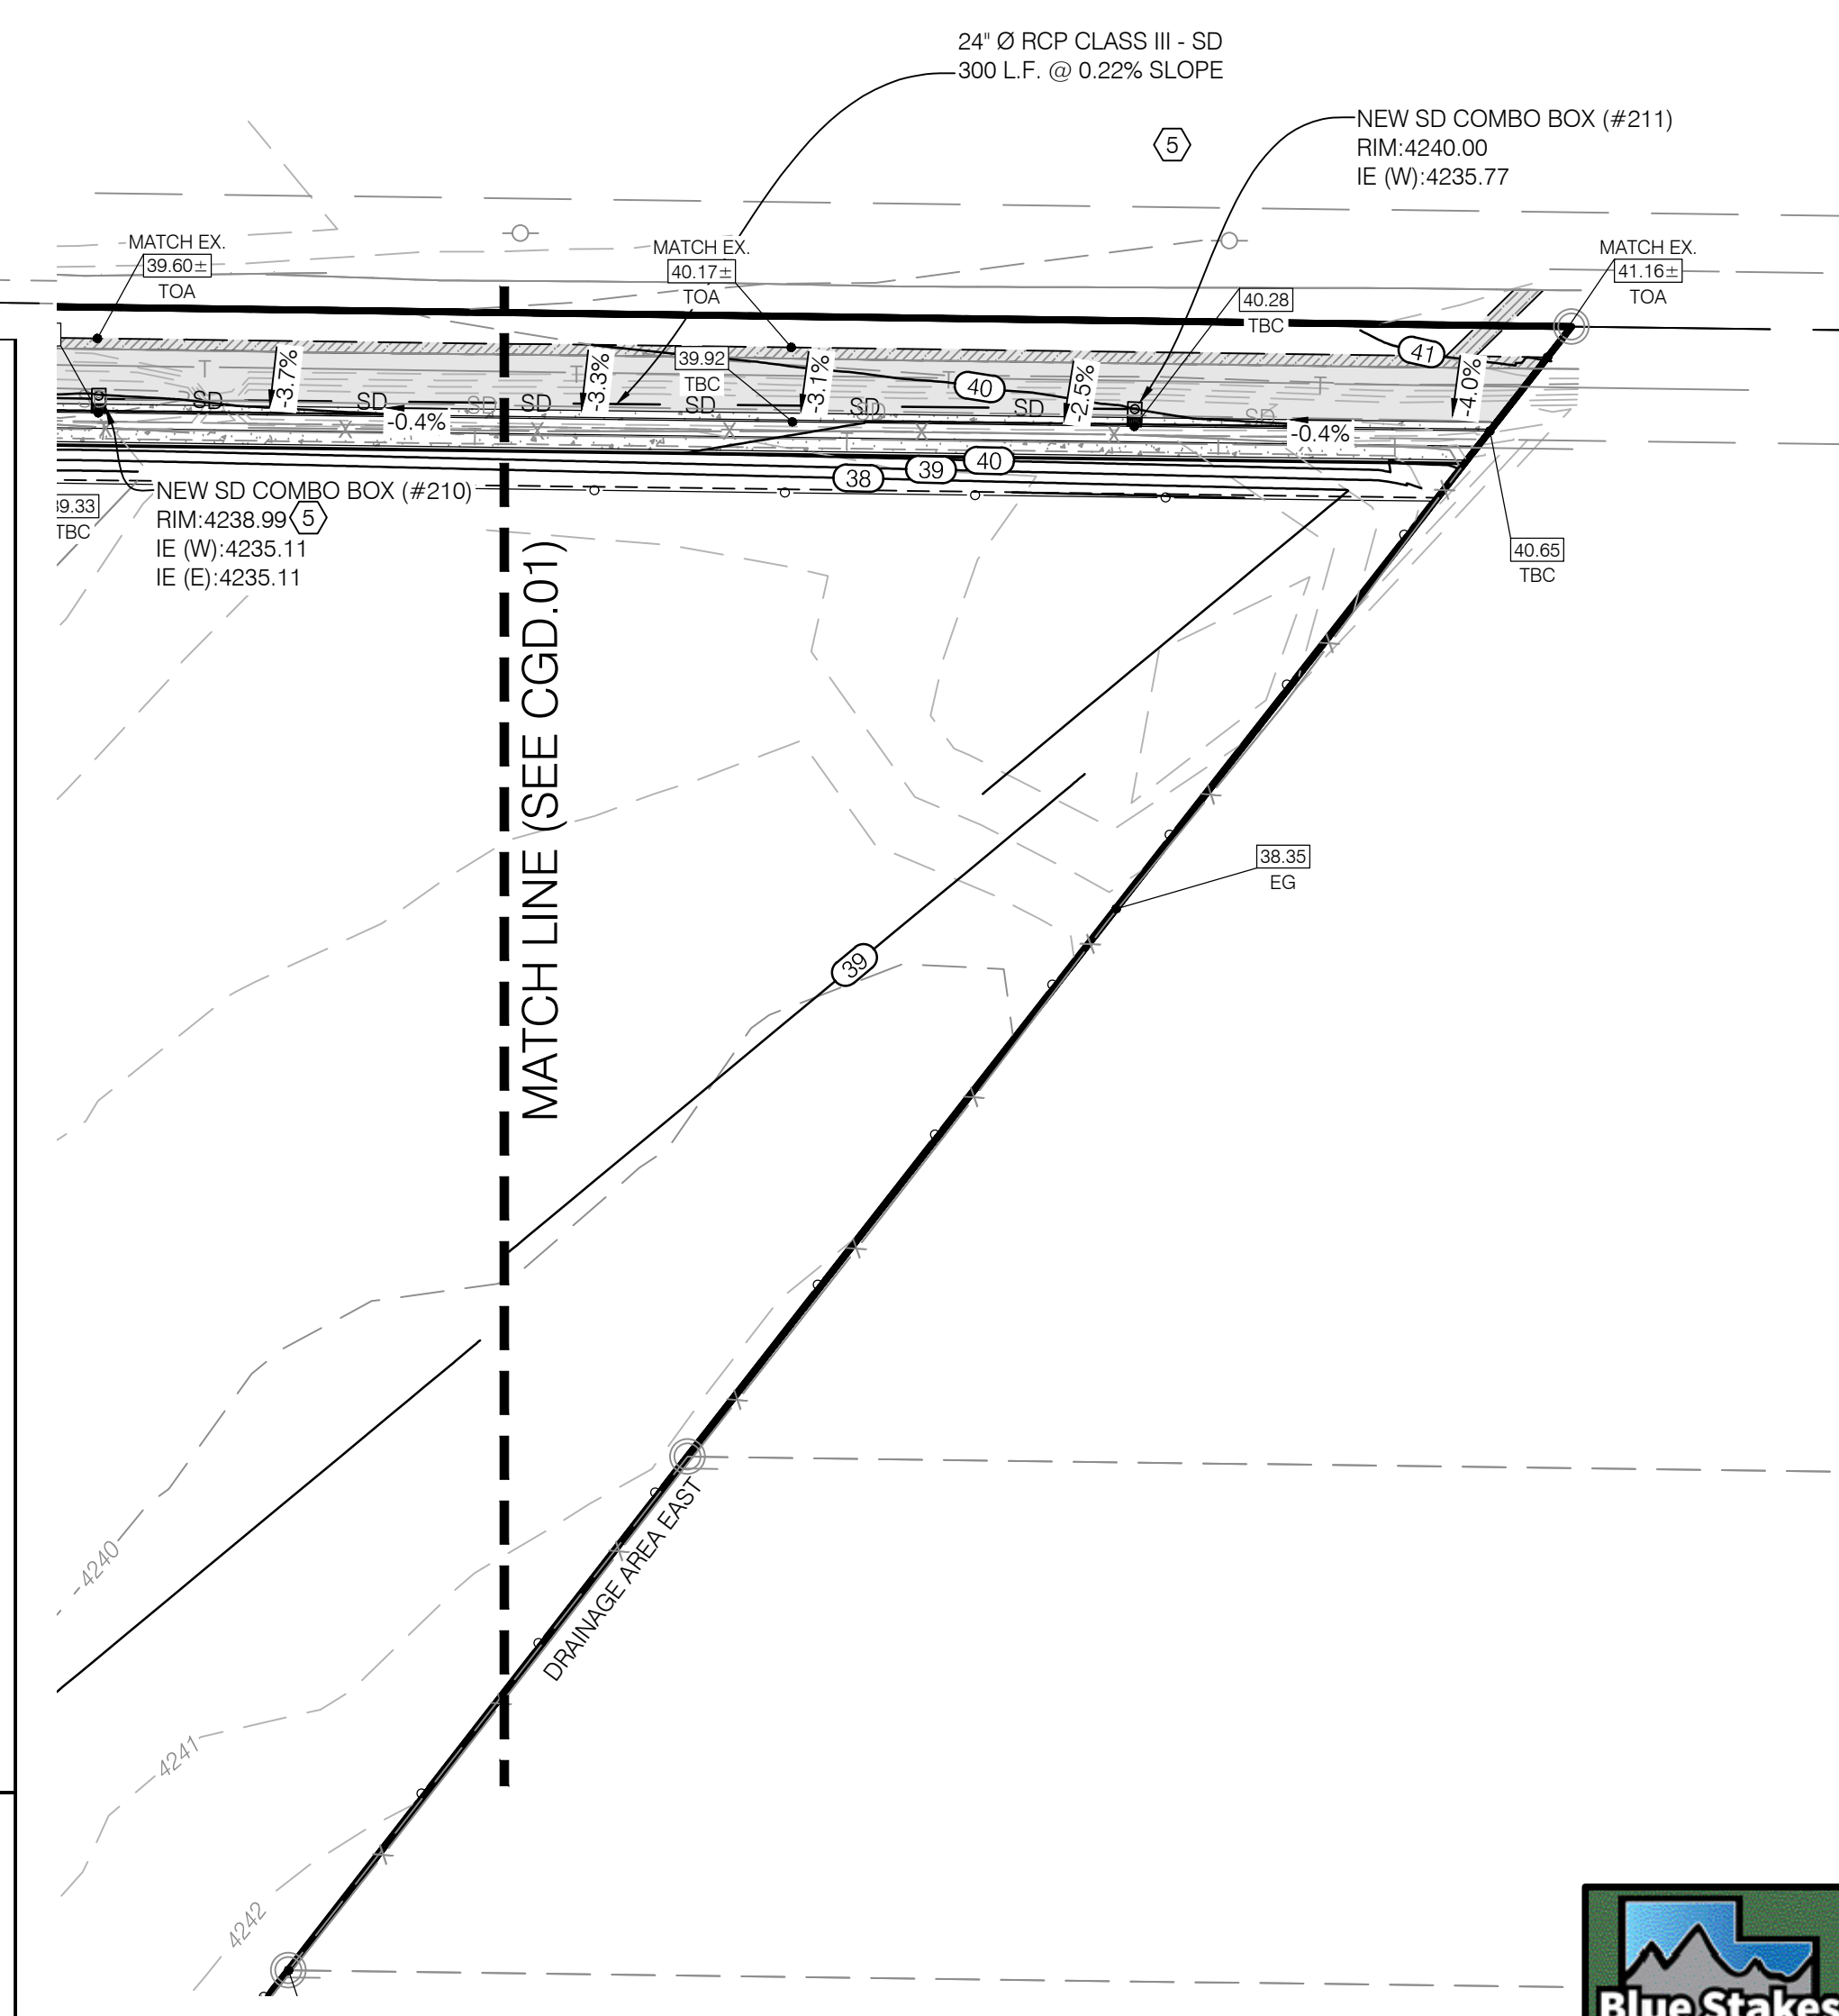 24" Ø RCP CLASS III - SD
300 L.F. @ 0.22% SLOPE
5
NEW SD COMBO BOX (#211)
RIM:4240.00
IE (W):4235.77
MATCH EX.
39.60±
TOA
MATCH EX.
40.17±
TOA
MATCH EX.
41.16±
TOA
40.28
TBC
39.92
TBC
41
40
-3.7%
-3.3%
-3.1%
-2.5%
-4.0%
T
T
T
T
SD
SD
SD
SD
SD
SD
SD
SD
SD
-0.4%
-0.4%
X
X
X
X
X
T
T
T
T
38
39
40
NEW SD COMBO BOX (#210)
RIM:4238.99
5
IE (W):4235.11
IE (E):4235.11
39.33
TBC
40.65
TBC
MATCH LINE (SEE CGD.01)
38.35
EG
39
DRAINAGE AREA EAST
4240
4241
4242
Blue Stakes